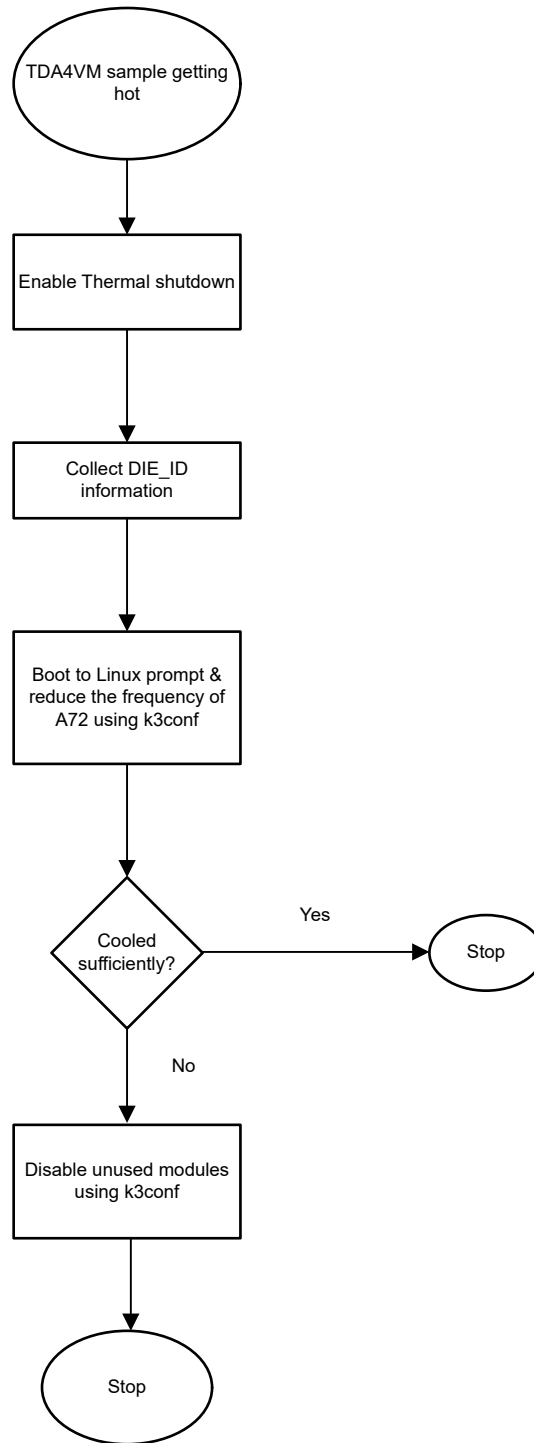 TDA4VM sample getting
hot
Enable Thermal shutdown
Collect DIE_ID
information
Boot to Linux prompt &
reduce the frequency of
A72 using k3conf
Cooled
sufficiently?
Yes
Stop
No
Disable unused modules
using k3conf
Stop